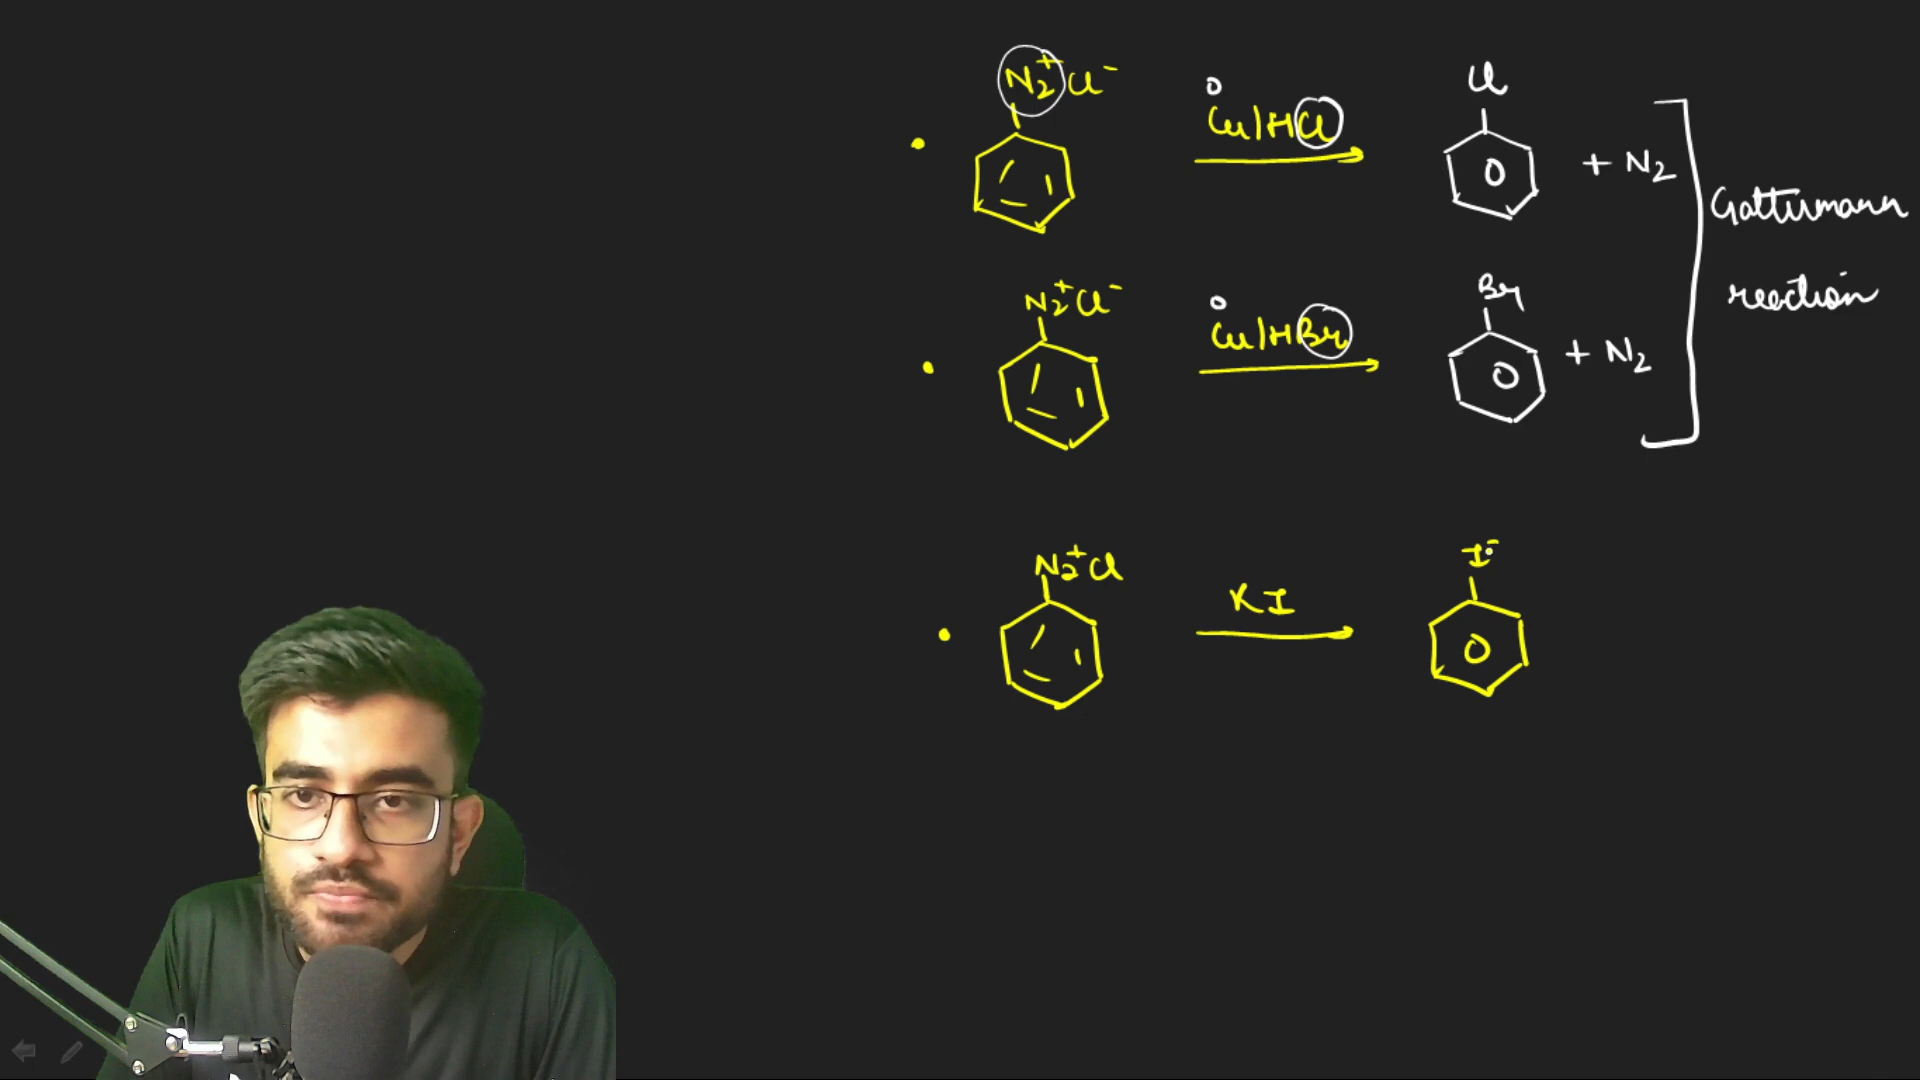 N₂⁺Cl⁻
Cu/HCl
Cl
+ N₂
Gattermann
reaction
N₂⁺Cl⁻
Cu/HBr
Br
+ N₂
N₂⁺Cl
KI
I⁻